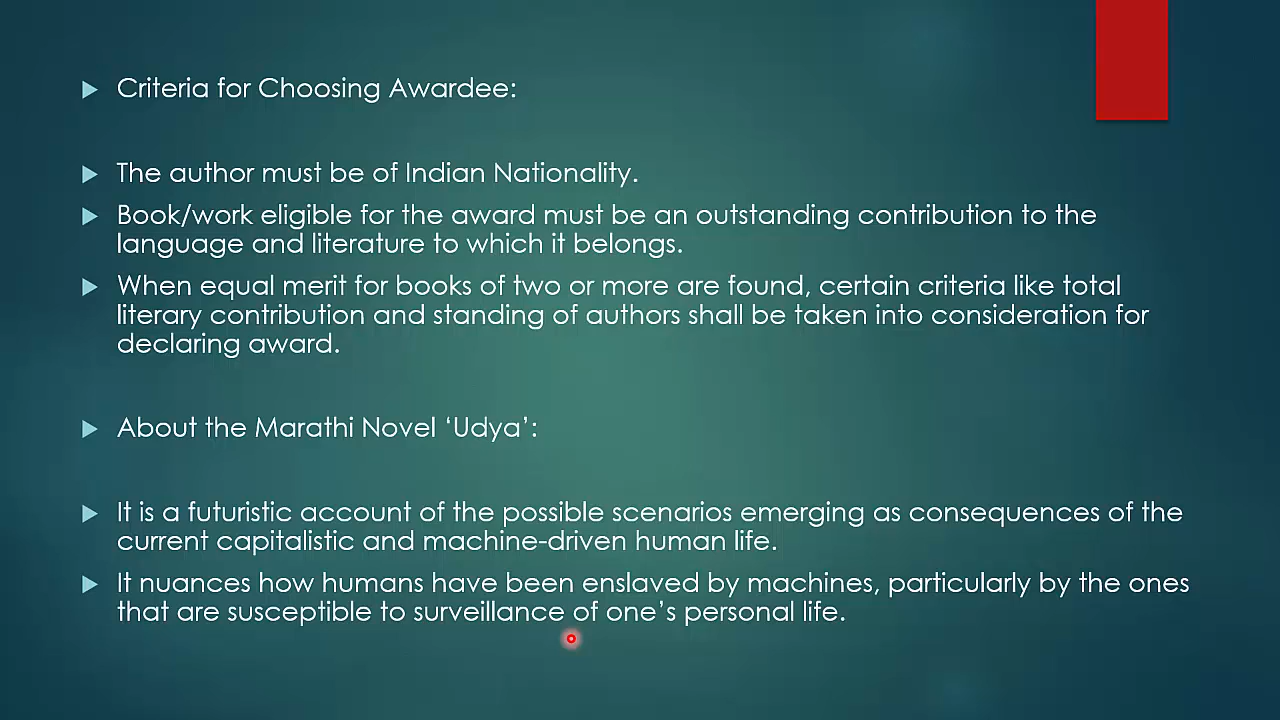 Criteria for Choosing Awardee:
The author must be of Indian Nationality.
Book/work eligible for the award must be an outstanding contribution to the
language and literature to which it belongs.
When equal merit for books of two or more are found, certain criteria like total
literary contribution and standing of authors shall be taken into consideration for
declaring award.
About the Marathi Novel ‘Udya’:
It is a futuristic account of the possible scenarios emerging as consequences of the
current capitalistic and machine-driven human life.
It nuances how humans have been enslaved by machines, particularly by the ones
that are susceptible to surveillance of one’s personal life.